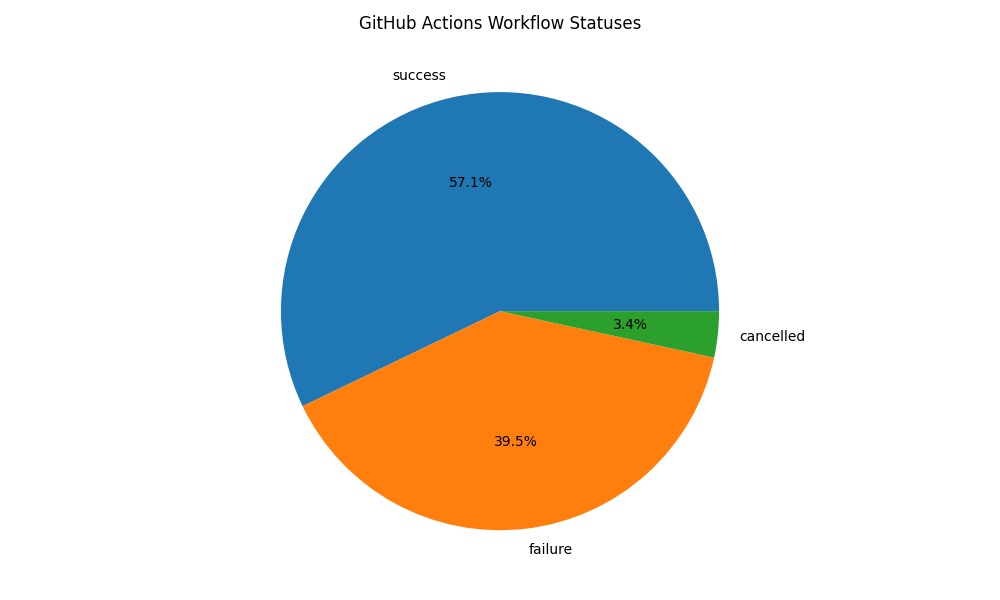 GitHub Actions Workflow Statuses
success
57.1%
3.4%
cancelled
39.5%
failure